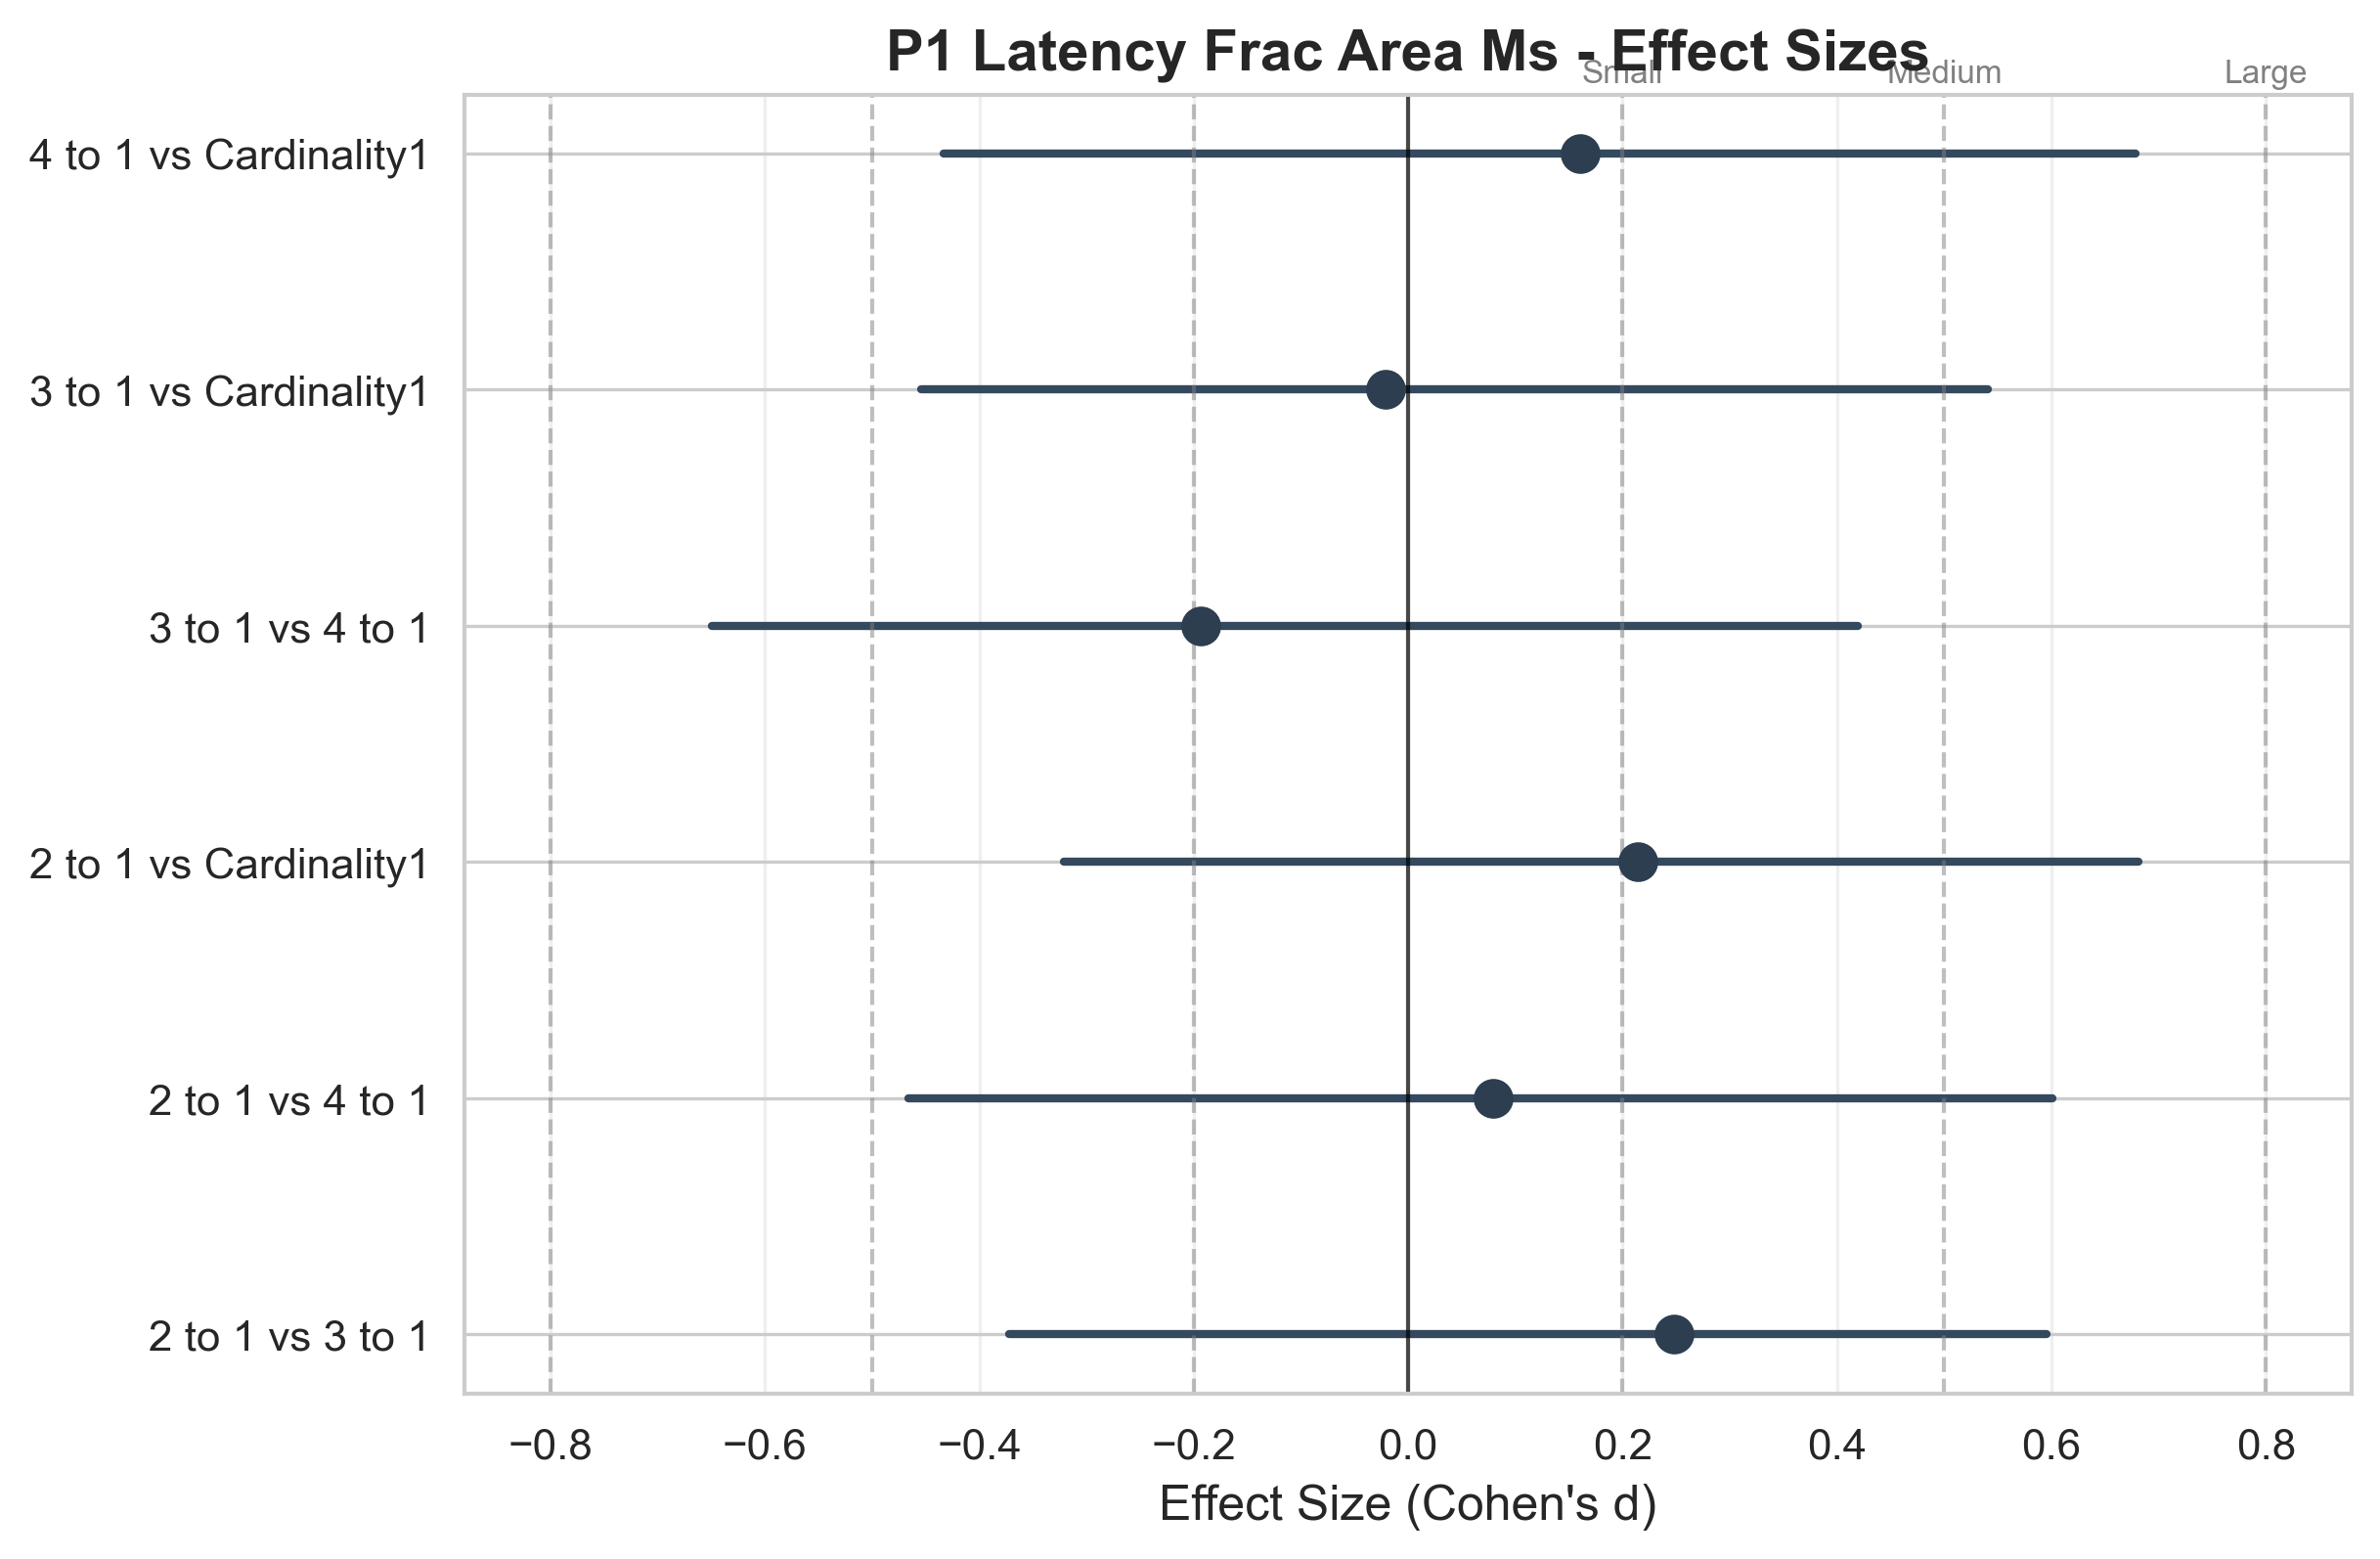 P1 Latency Frac Area Ms - Effect Sizes
Small Medium Large
4 to 1 vs Cardinality1
3 to 1 vs Cardinality1
3 to 1 vs 4 to 1
2 to 1 vs Cardinality1
2 to 1 vs 4 to 1
2 to 1 vs 3 to 1
−0.8 −0.6 −0.4 −0.2 0.0 0.2 0.4 0.6 0.8
Effect Size (Cohen's d)